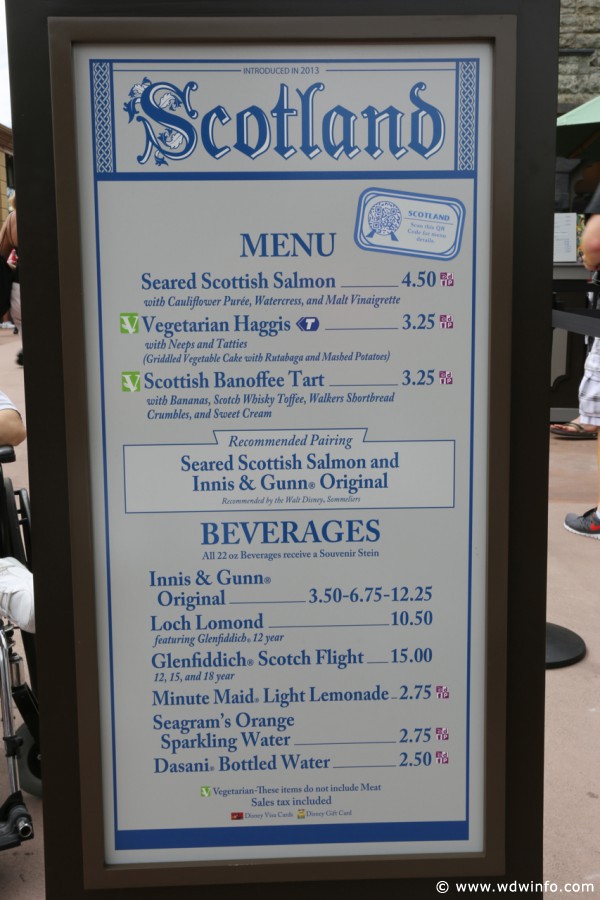 INTRODUCED IN 2013
Scotland
SCOTLAND
Scan this QR
Code for more
details.
MENU
Seared Scottish Salmon 4.50
with Cauliflower Purée, Watercress, and Malt Vinaigrette
V Vegetarian Haggis T 3.25
with Neeps and Tatties
(Griddled Vegetable Cake with Rutabaga and Mashed Potatoes)
V Scottish Banoffee Tart 3.25
with Bananas, Scotch Whisky Toffee, Walkers Shortbread
Crumbles, and Sweet Cream
Recommended Pairing
Seared Scottish Salmon and
Innis & Gunn® Original
Recommended by the Walt Disney, Sommeliers
BEVERAGES
All 22 oz Beverages receive a Souvenir Stein
Innis & Gunn®
Original 3.50-6.75-12.25
Loch Lomond 10.50
featuring Glenfiddich® 12 year
Glenfiddich® Scotch Flight 15.00
12, 15, and 18 year
Minute Maid® Light Lemonade 2.75
Seagram's Orange
Sparkling Water 2.75
Dasani® Bottled Water 2.50
V Vegetarian-These items do not include Meat
Sales tax included
Disney Visa Cards Disney Gift Card
© www.wdwinfo.com